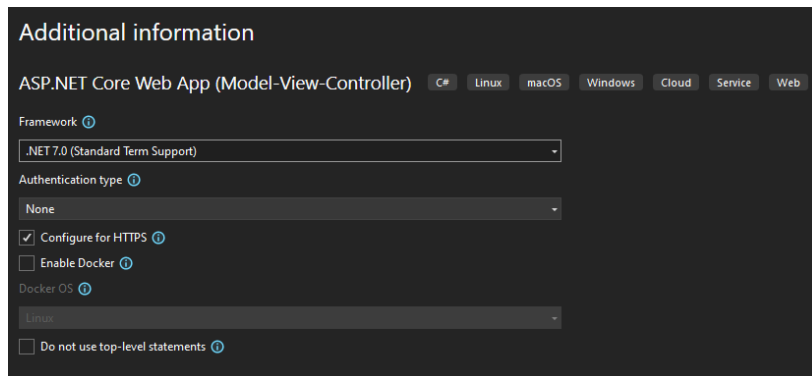 Additional information
ASP.NET Core Web App (Model-View-Controller) C# Linux macOS Windows Cloud Service Web
Framework
.NET 7.0 (Standard Term Support)
Authentication type
None
Configure for HTTPS
Enable Docker
Docker OS
Linux
Do not use top-level statements